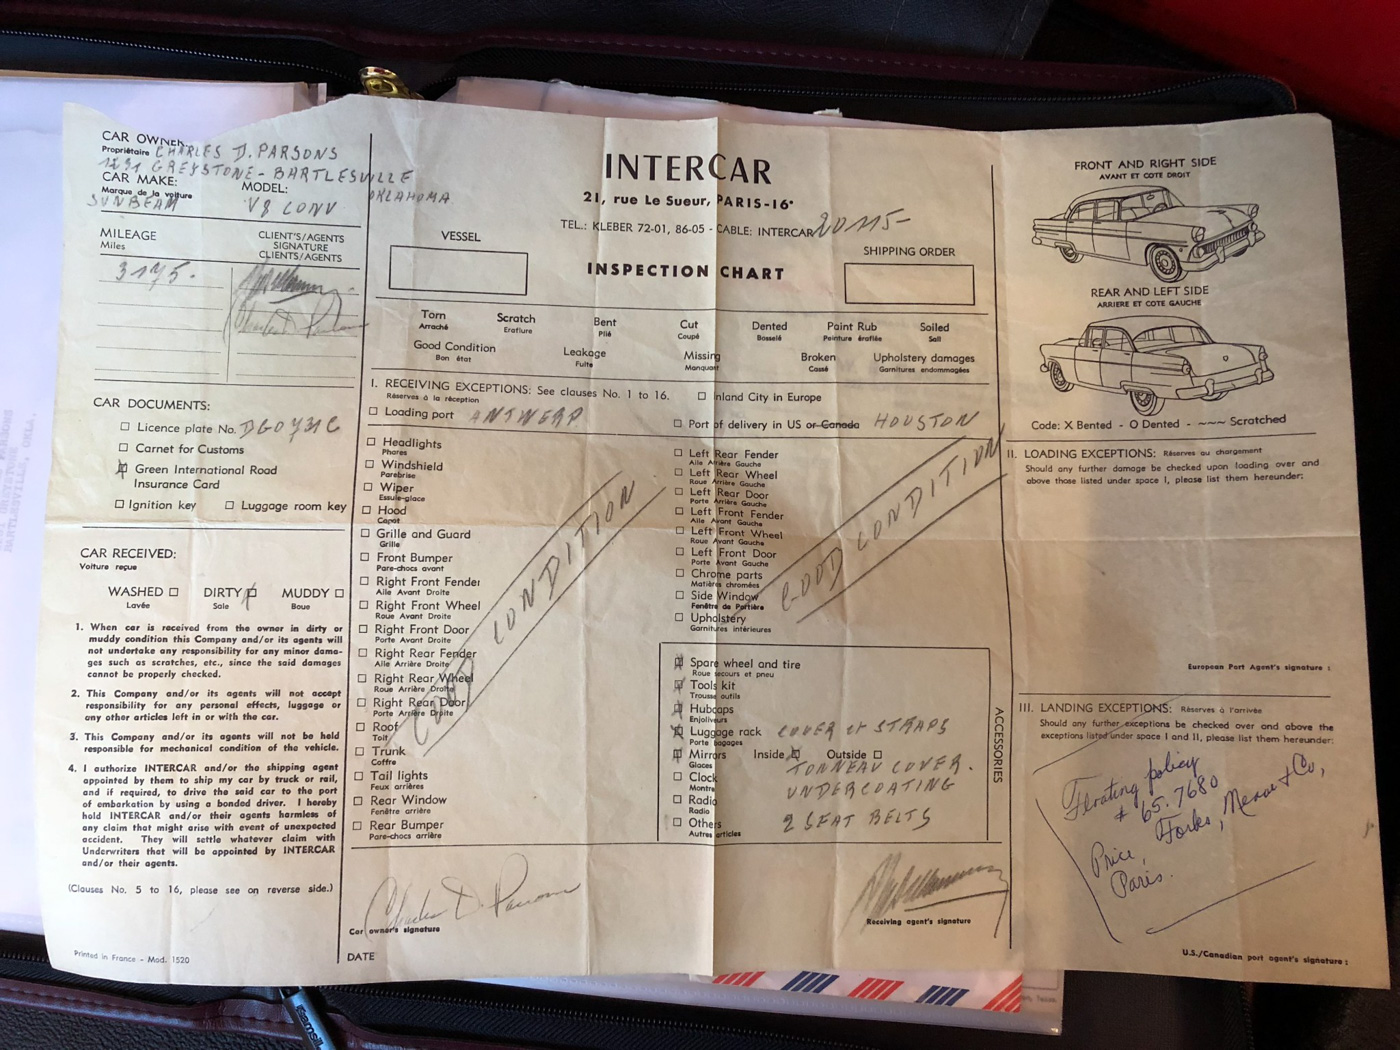 CAR OWNER
Propriétaire CHARLES D. PARSONS
GREYSTONE - BARTLESVILLE
OKLAHOMA
CAR MAKE:
Marque de la voiture
SUNBEAM
MODEL:
V8 CONV
MILEAGE
Miles
3175.
CLIENT'S/AGENTS
SIGNATURE
CLIENTS/AGENTS
CAR DOCUMENTS:
☐ Licence plate No.
☐ Carnet for Customs
☒ Green International Road
Insurance Card
☐ Ignition key ☐ Luggage room key
CAR RECEIVED:
Voiture reçue
WASHED ☐ DIRTY ☒ MUDDY ☐
Lavée Sale Boue
1. When car is received from the owner in dirty or
muddy condition this Company and/or its agents will
not undertake any responsibility for any minor dama-
ges such as scratches, etc., since the said damages
cannot be properly checked.
2. This Company and/or its agents will not accept
responsibility for any personal effects, luggage or
any other articles left in or with the car.
3. This Company and/or its agents will not be held
responsible for mechanical condition of the vehicle.
4. I authorize INTERCAR and/or the shipping agent
appointed by them to ship my car by truck or rail,
and if required, to drive the said car to the port
of embarkation by using a bonded driver. I hereby
hold INTERCAR and/or their agents harmless of
any claim that might arise with event of unexpected
accident. They will settle whatever claim with
Underwriters that will be appointed by INTERCAR
and/or their agents.
(Clauses No. 5 to 16, please see on reverse side.)
Printed in France - Mod. 1520
INTERCAR
21, rue Le Sueur, PARIS-16e
TEL.: KLEBER 72-01, 86-05 - CABLE: INTERCAR
VESSEL
INSPECTION CHART
SHIPPING ORDER
Torn Scratch Bent Cut Dented Paint Rub Soiled
Arraché Eraflure Plié Coupé Bosselé Peinture éraflée Sali
Good Condition Leakage Missing Broken Upholstery damages
Bon état Fuite Manquant Cassé Garnitures endommagées
I. RECEIVING EXCEPTIONS: See clauses No. 1 to 16. ☐ Inland City in Europe
Réserves à la réception
☐ Loading port ANTWERP ☐ Port of delivery in US or Canada HOUSTON
☐ Headlights
Phares
☐ Windshield
Parebrise
☐ Wiper
Essuie-glace
☐ Hood
Capot
☐ Grille and Guard
Grille
☐ Front Bumper
Pare-chocs avant
☐ Right Front Fender
Aile Avant Droite
☐ Right Front Wheel
Roue Avant Droite
☐ Right Front Door
Porte Avant Droite
☐ Right Rear Fender
Aile Arrière Droite
☐ Right Rear Wheel
Roue Arrière Droite
☐ Right Rear Door
Porte Arrière Droite
☐ Roof
Toit
☐ Trunk
Coffre
☐ Tail lights
Feux arrières
☐ Rear Window
Fenêtre arrière
☐ Rear Bumper
Pare-chocs arrière
GOOD CONDITION
☐ Left Rear Fender
Aile Arrière Gauche
☐ Left Rear Wheel
Roue Arrière Gauche
☐ Left Rear Door
Porte Arrière Gauche
☐ Left Front Fender
Aile Avant Gauche
☐ Left Front Wheel
Roue Avant Gauche
☐ Left Front Door
Porte Avant Gauche
☐ Chrome parts
Matières chromées
☐ Side Window
Fenêtre de Portière
☐ Upholstery
Garnitures intérieures
GOOD CONDITION
☒ Spare wheel and tire
Roue secours et pneu
☒ Tools kit
Trousse outils
☒ Hubcaps
Enjoliveurs
☒ Luggage rack COVER et STRAPS
Porte bagages
☒ Mirrors Inside ☒ Outside ☐
Glaces TONNEAU COVER.
☐ Clock UNDERCOATING
Montre
☐ Radio
Radio
☐ Others 2 SEAT BELTS
Autres articles
ACCESSORIES
Charles D. Parsons
Car owner's signature
Receiving agent's signature
DATE
FRONT AND RIGHT SIDE
AVANT ET COTE DROIT
REAR AND LEFT SIDE
ARRIERE ET COTE GAUCHE
Code: X Bented - O Dented - ~~~ Scratched
II. LOADING EXCEPTIONS: Réserves au chargement
Should any further damage be checked upon loading over and
above those listed under space I, please list them hereunder:
European Port Agent's signature :
III. LANDING EXCEPTIONS: Réserves à l'arrivée
Should any further exceptions be checked over and above the
exceptions listed under space I and II, please list them hereunder:
Floating policy
# 65.7680
Price, Forbes, & Co,
Paris.
U.S./Canadian port agent's signature :